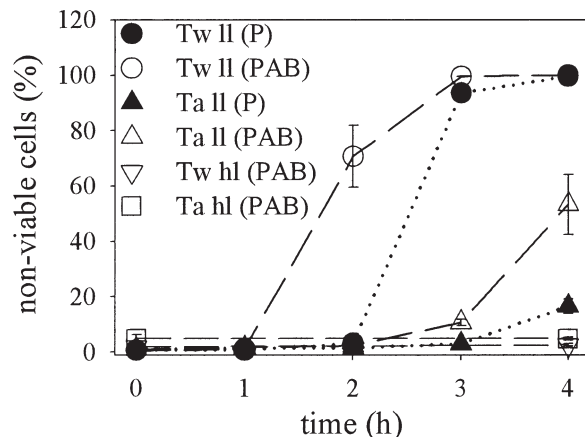 Tw ll (P)
Tw ll (PAB)
Ta ll (P)
Ta ll (PAB)
Tw hl (PAB)
Ta hl (PAB)
120
100
80
60
40
20
0
non-viable cells (%)
0 1 2 3 4
time (h)